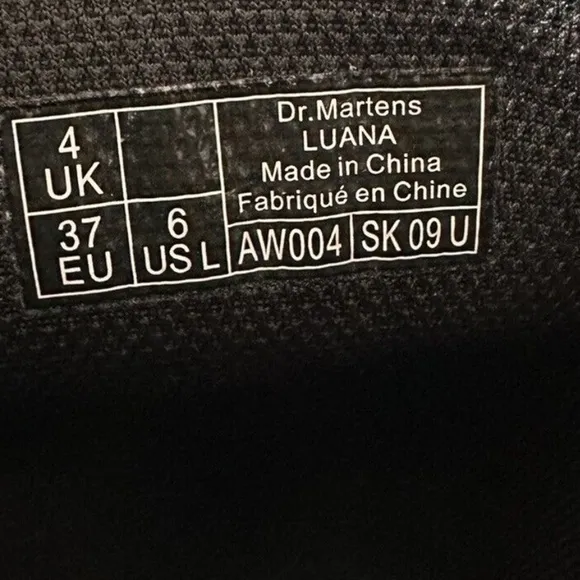 4
UK
37
EU
6
US L
Dr.Martens
LUANA
Made in China
Fabriqué en Chine
AW004
SK 09 U